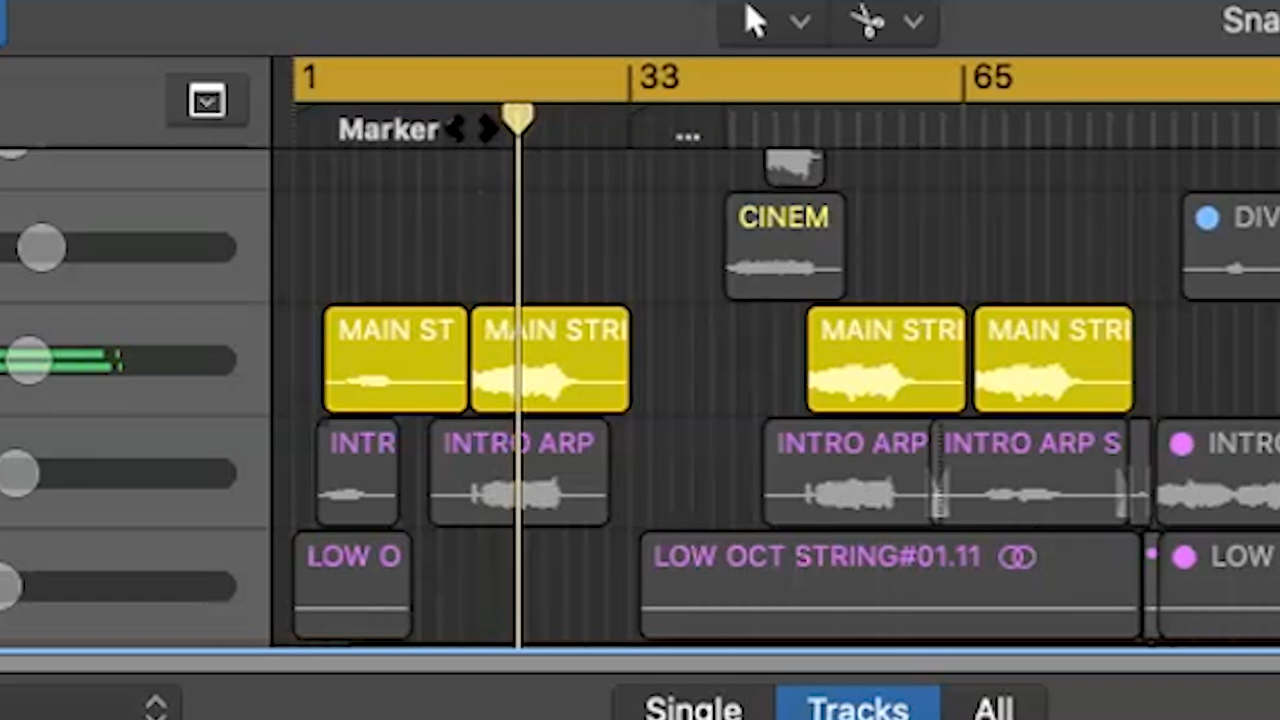 Sna
1 33 65
Marker ...
CINEM DIV
MAIN ST MAIN STRI MAIN STRI MAIN STRI
INTR INTRO ARP INTRO ARP INTRO ARP S INTRO
LOW O LOW OCT STRING#01.11 LOW
Single Tracks All